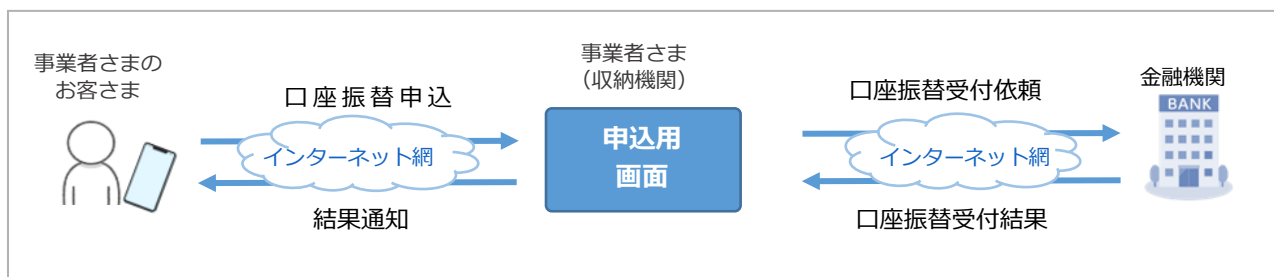 事業者さまの
お客さま
口座振替申込
インターネット網
結果通知
事業者さま
（収納機関）
申込用
画面
口座振替受付依頼
インターネット網
口座振替受付結果
金融機関
BANK